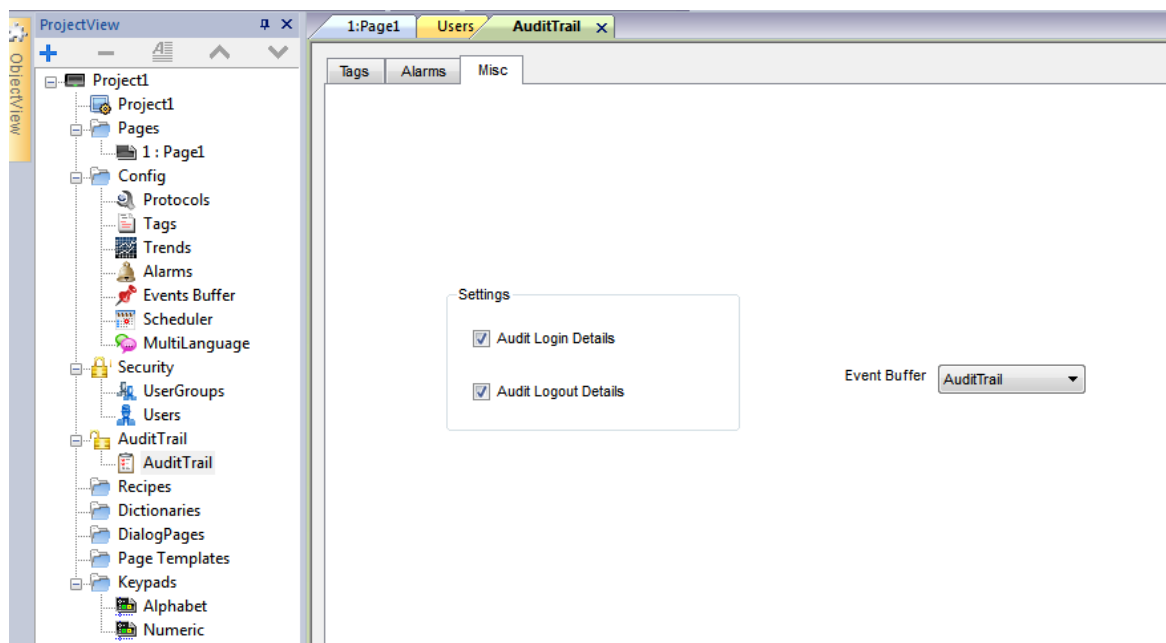 ProjectView
ObjectView
Project1
Project1
Pages
1 : Page1
Config
Protocols
Tags
Trends
Alarms
Events Buffer
Scheduler
MultiLanguage
Security
UserGroups
Users
AuditTrail
AuditTrail
Recipes
Dictionaries
DialogPages
Page Templates
Keypads
Alphabet
Numeric
1:Page1 Users AuditTrail
Tags Alarms Misc
Settings
Audit Login Details
Audit Logout Details
Event Buffer AuditTrail